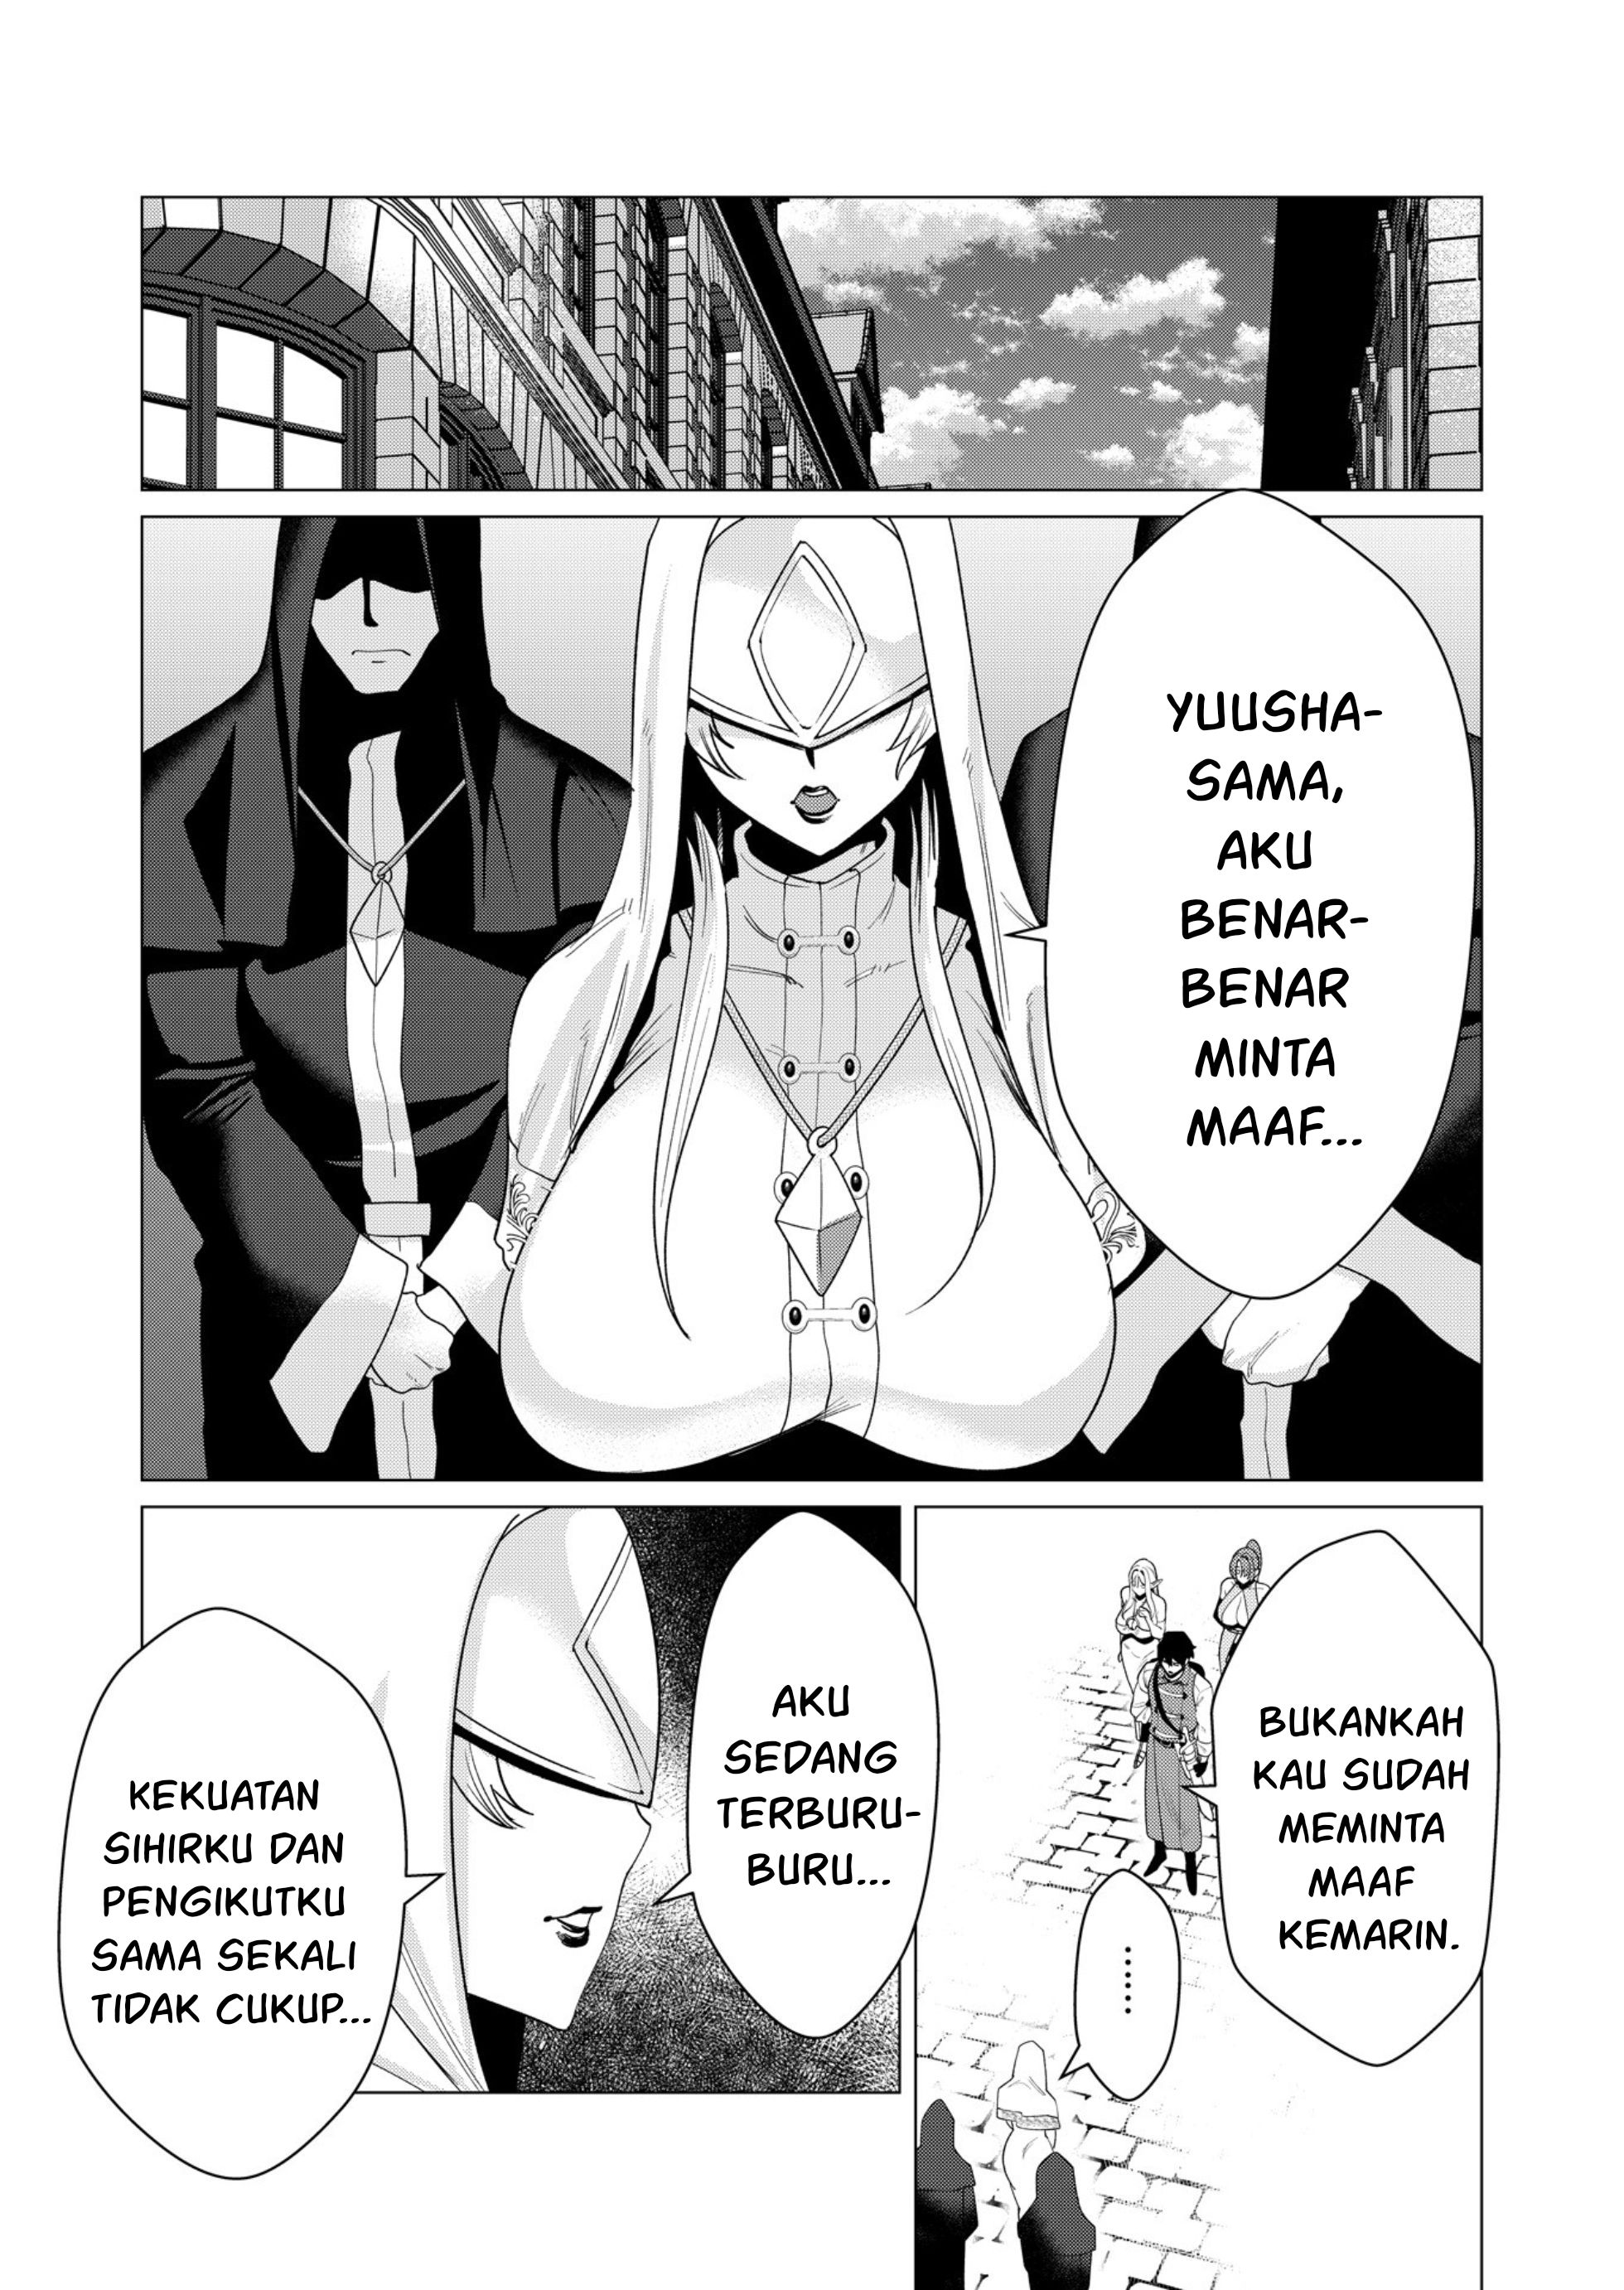 YUUSHA-
SAMA,
AKU
BENAR-
BENAR
MINTA
MAAF...
BUKANKAH
KAU SUDAH
MEMINTA
MAAF
KEMARIN.
......
AKU
SEDANG
TERBURU-
BURU...
KEKUATAN
SIHIRKU DAN
PENGIKUTKU
SAMA SEKALI
TIDAK CUKUP...